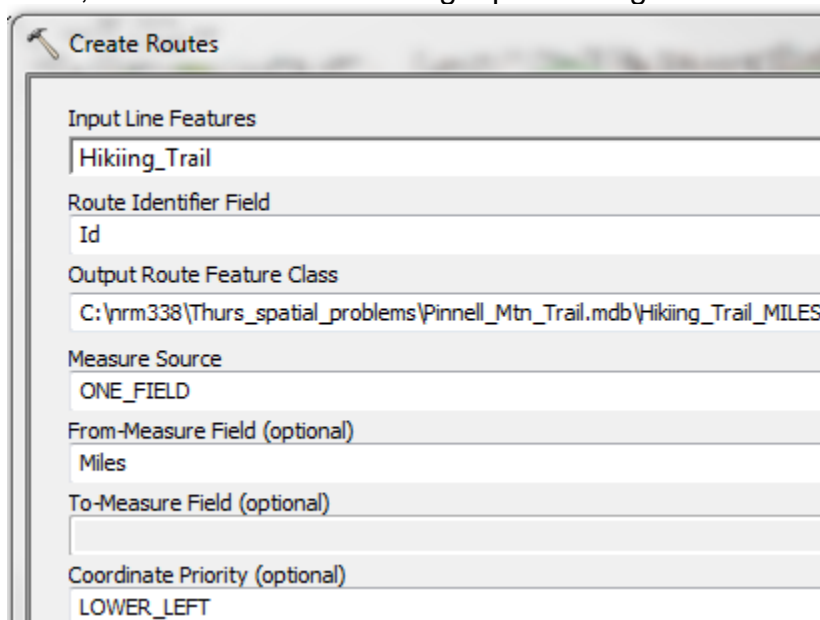 Create Routes
Input Line Features
Hikiing_Trail
Route Identifier Field
Id
Output Route Feature Class
C:\nrm338\Thurs_spatial_problems\Pinnell_Mtn_Trail.mdb\Hikiing_Trail_MILES
Measure Source
ONE_FIELD
From-Measure Field (optional)
Miles
To-Measure Field (optional)
Coordinate Priority (optional)
LOWER_LEFT